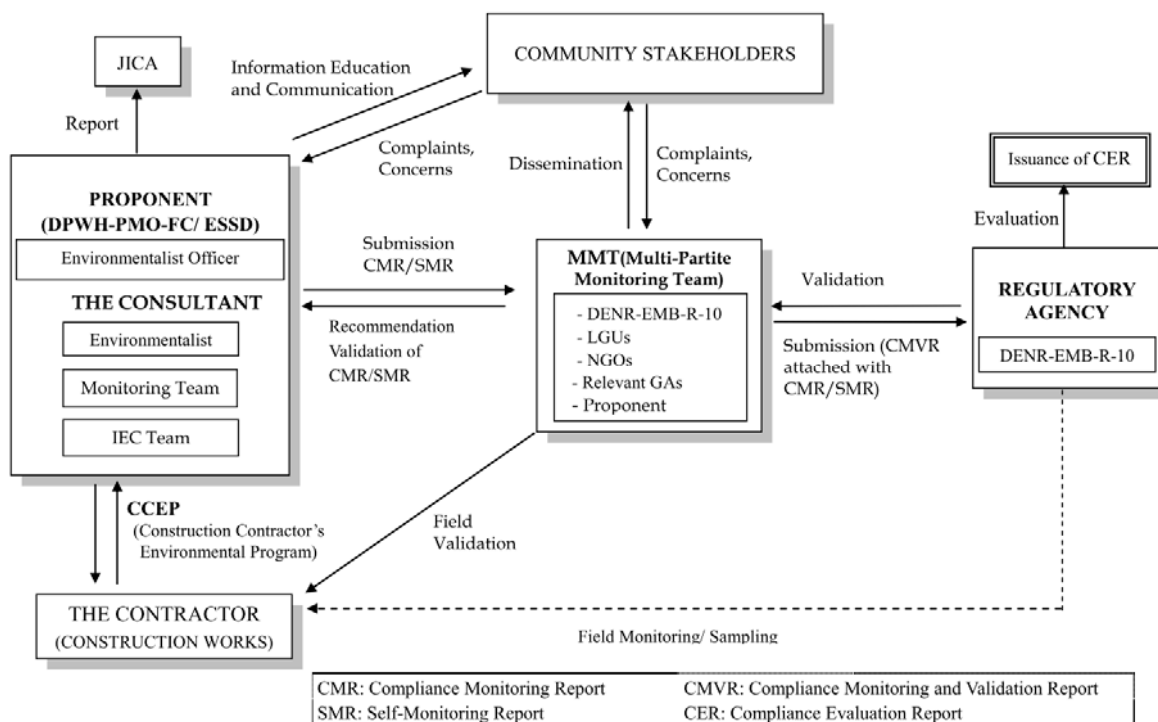 JICA
COMMUNITY STAKEHOLDERS
Information Education
and Communication
Report
Complaints,
Concerns
Dissemination
Complaints,
Concerns
Issuance of CER
Evaluation
PROPONENT
(DPWH-PMO-FC/ ESSD)
Environmentalist Officer
THE CONSULTANT
Environmentalist
Monitoring Team
IEC Team
Submission
CMR/SMR
Recommendation
Validation of
CMR/SMR
MMT(Multi-Partite
Monitoring Team)
- DENR-EMB-R-10
- LGUs
- NGOs
- Relevant GAs
- Proponent
Validation
Submission (CMVR
attached with
CMR/SMR)
REGULATORY
AGENCY
DENR-EMB-R-10
CCEP
(Construction Contractor's
Environmental Program)
Field
Validation
THE CONTRACTOR
(CONSTRUCTION WORKS)
Field Monitoring/ Sampling
CMR: Compliance Monitoring Report
CMVR: Compliance Monitoring and Validation Report
SMR: Self-Monitoring Report
CER: Compliance Evaluation Report